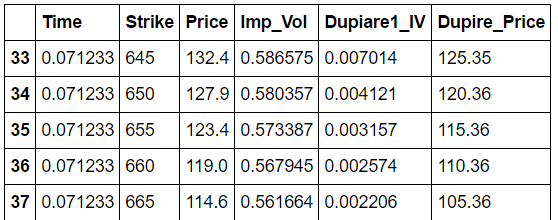 Time Strike Price Imp_Vol Dupiare1_IV Dupire_Price
33 0.071233 645 132.4 0.586575 0.007014 125.35
34 0.071233 650 127.9 0.580357 0.004121 120.36
35 0.071233 655 123.4 0.573387 0.003157 115.36
36 0.071233 660 119.0 0.567945 0.002574 110.36
37 0.071233 665 114.6 0.561664 0.002206 105.36